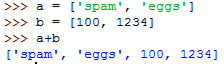 >>> a = ['spam', 'eggs']
>>> b = [100, 1234]
>>> a+b
['spam', 'eggs', 100, 1234]